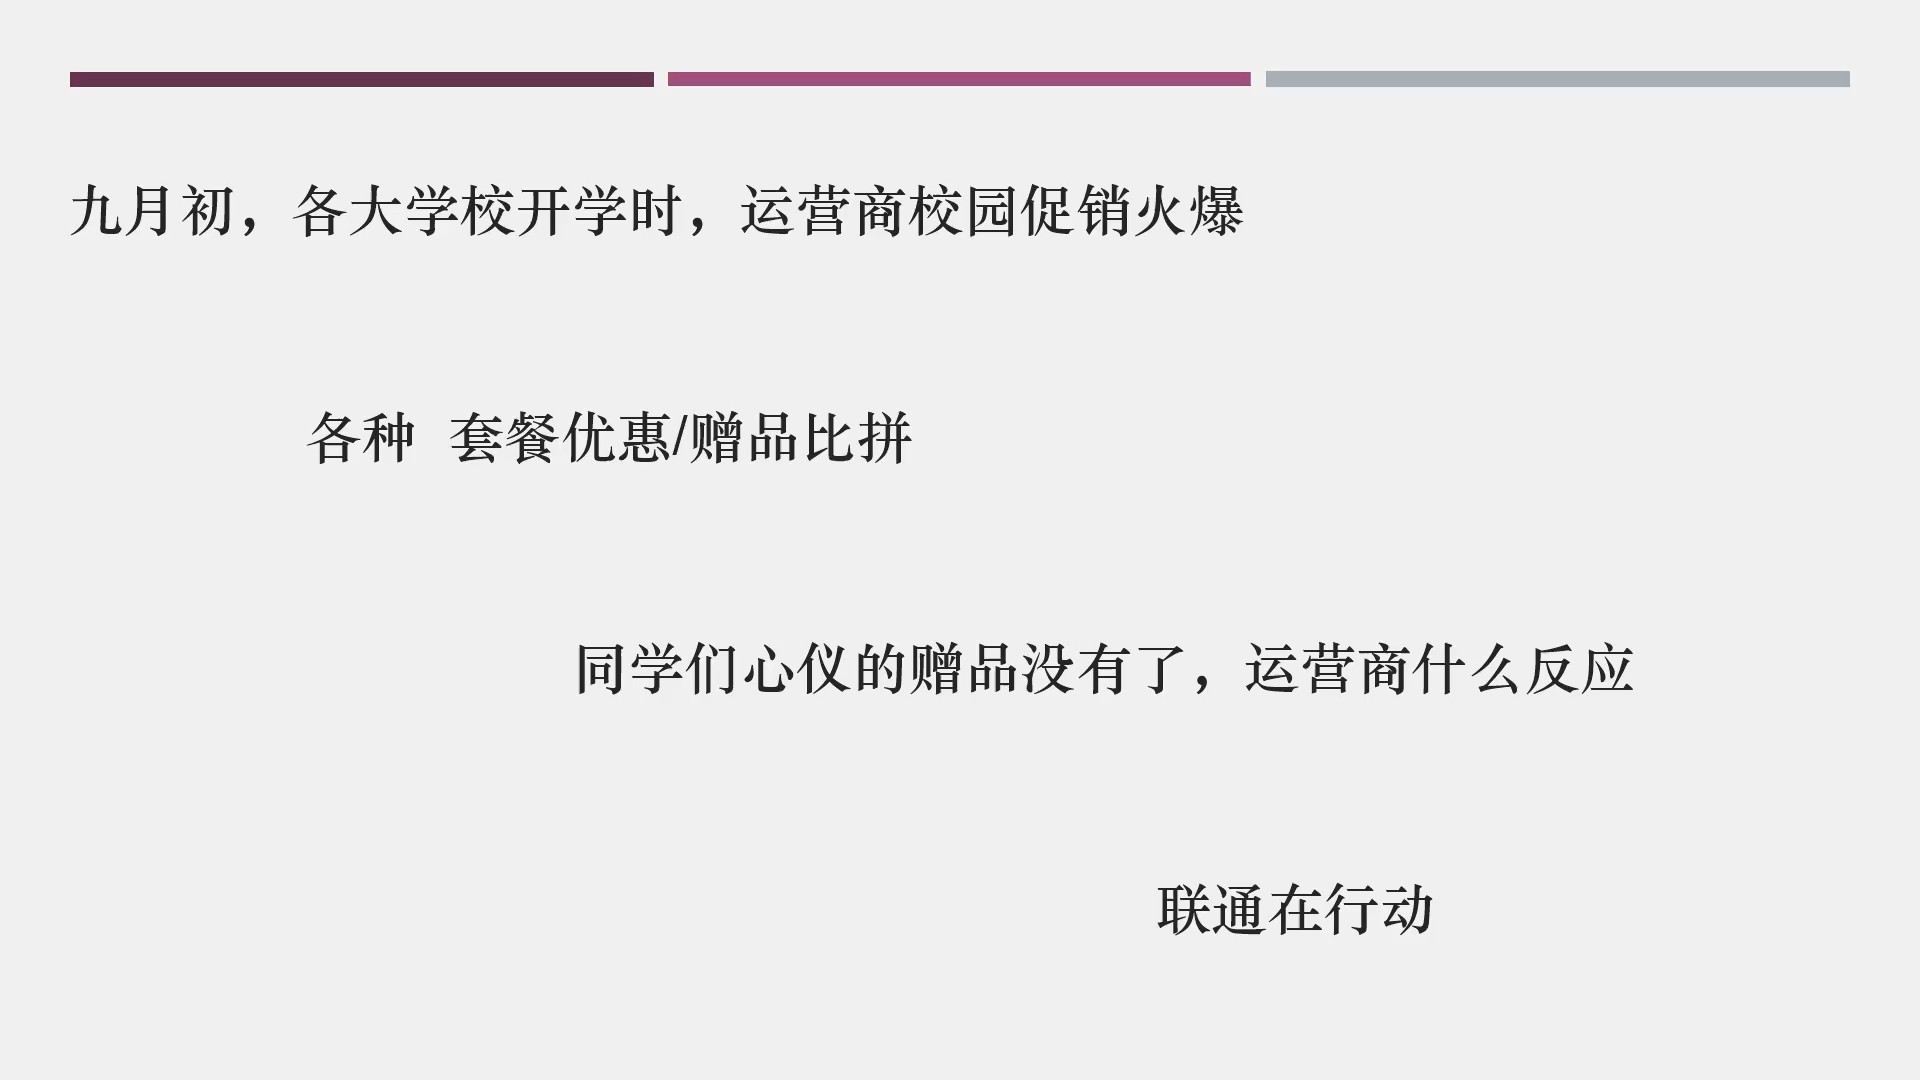 九月初，各大学校开学时，运营商校园促销火爆
各种 套餐优惠/赠品比拼
同学们心仪的赠品没有了，运营商什么反应
联通在行动